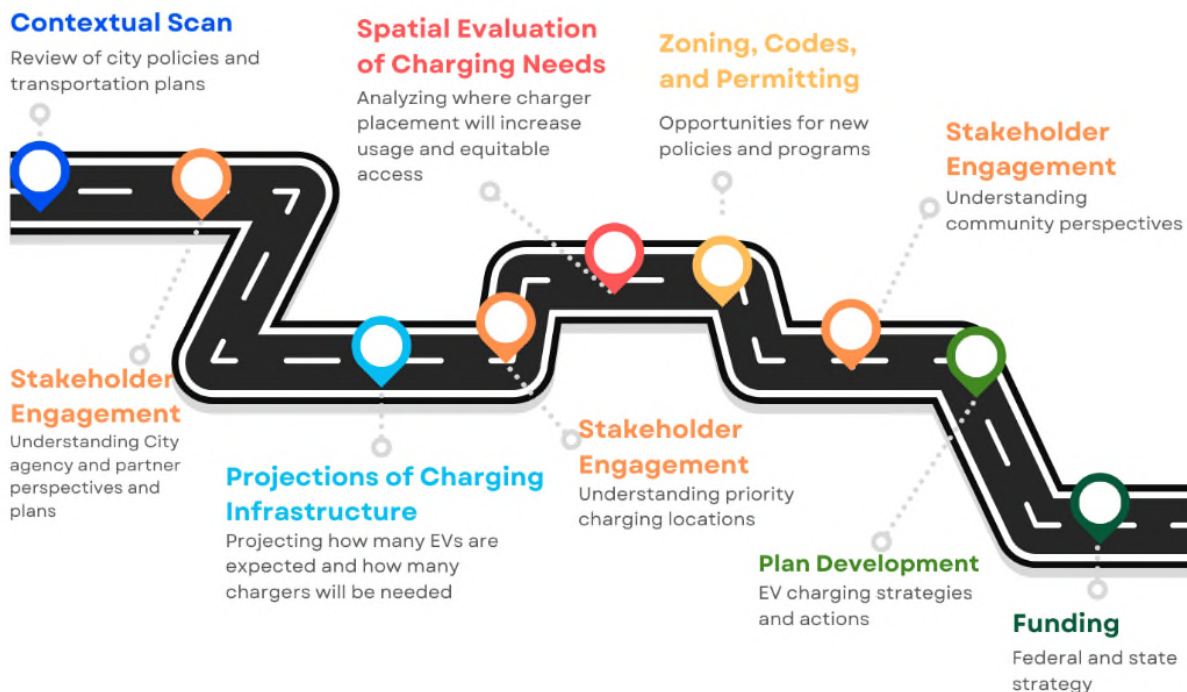 Contextual Scan
Review of city policies and
transportation plans
Stakeholder
Engagement
Understanding City
agency and partner
perspectives and
plans
Projections of Charging
Infrastructure
Projecting how many EVs are
expected and how many
chargers will be needed
Stakeholder
Engagement
Understanding priority
charging locations
Spatial Evaluation
of Charging Needs
Analyzing where charger
placement will increase
usage and equitable
access
Zoning, Codes,
and Permitting
Opportunities for new
policies and programs
Stakeholder
Engagement
Understanding
community perspectives
Plan Development
EV charging strategies
and actions
Funding
Federal and state
strategy